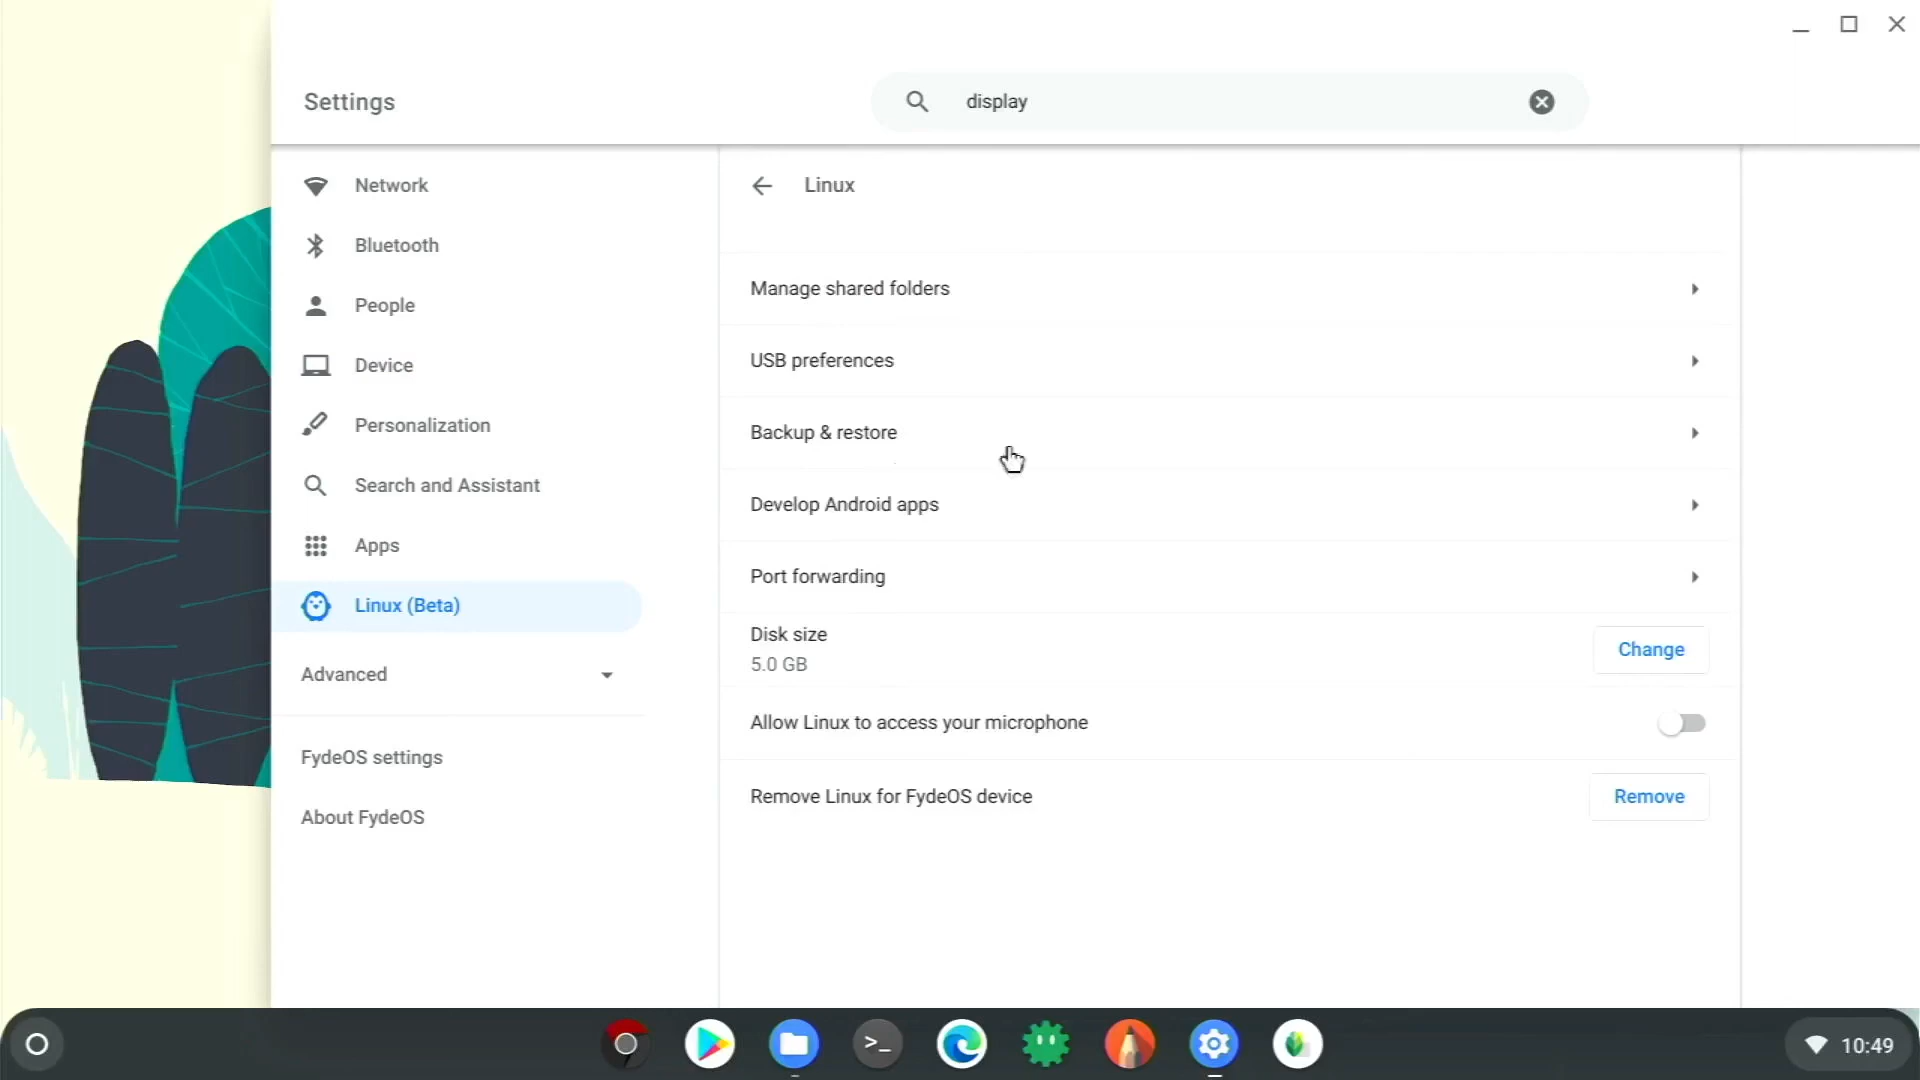 Settings
display
Network
Bluetooth
People
Device
Personalization
Search and Assistant
Apps
Linux (Beta)
Advanced
FydeOS settings
About FydeOS
Linux
Manage shared folders
USB preferences
Backup & restore
Develop Android apps
Port forwarding
Disk size
5.0 GB
Change
Allow Linux to access your microphone
Remove Linux for FydeOS device
Remove
>_
10:49